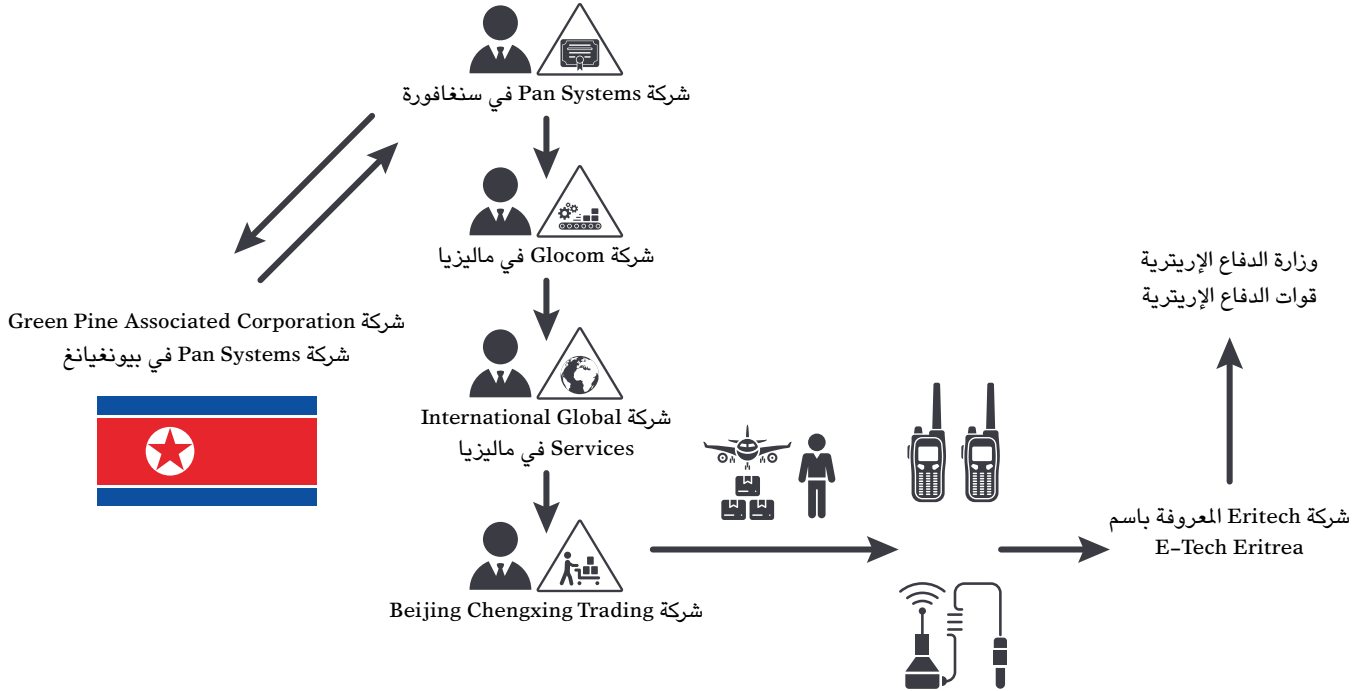 شركة Pan Systems في سنغافورة
شركة Glocom في ماليزيا
شركة Green Pine Associated Corporation
شركة Pan Systems في بيونغيانغ
شركة International Global
Services في ماليزيا
شركة Beijing Chengxing Trading
شركة Eritech المعروفة باسم
E-Tech Eritrea
وزارة الدفاع الإريترية
قوات الدفاع الإريترية